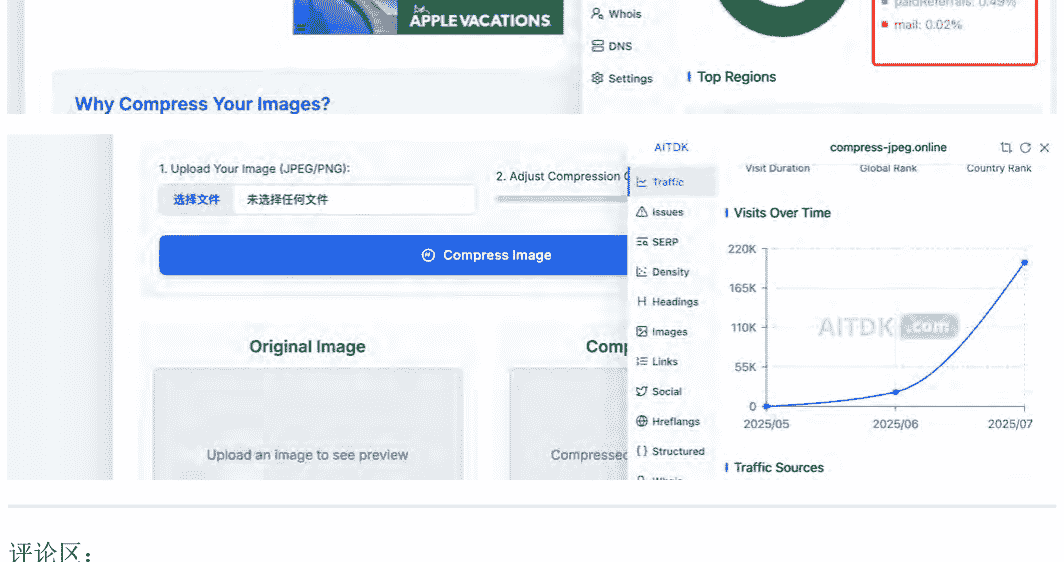 APPLE VACATIONS
Whois
DNS
Settings
paidReferrals: 0.49%
mail: 0.02%
Top Regions
Why Compress Your Images?
1. Upload Your Image (JPEG/PNG):
选择文件 未选择任何文件
2. Adjust Compression
Compress Image
Original Image
Upload an image to see preview
AITDK
compress-jpeg.online
Traffic
Issues
SERP
Density
Headings
Images
Links
Social
Hreflangs
Structured
Whois
Visit Duration Global Rank Country Rank
Visits Over Time
220K
165K
110K
55K
0
AITDK .com
2025/05 2025/06 2025/07
Traffic Sources
评论区：